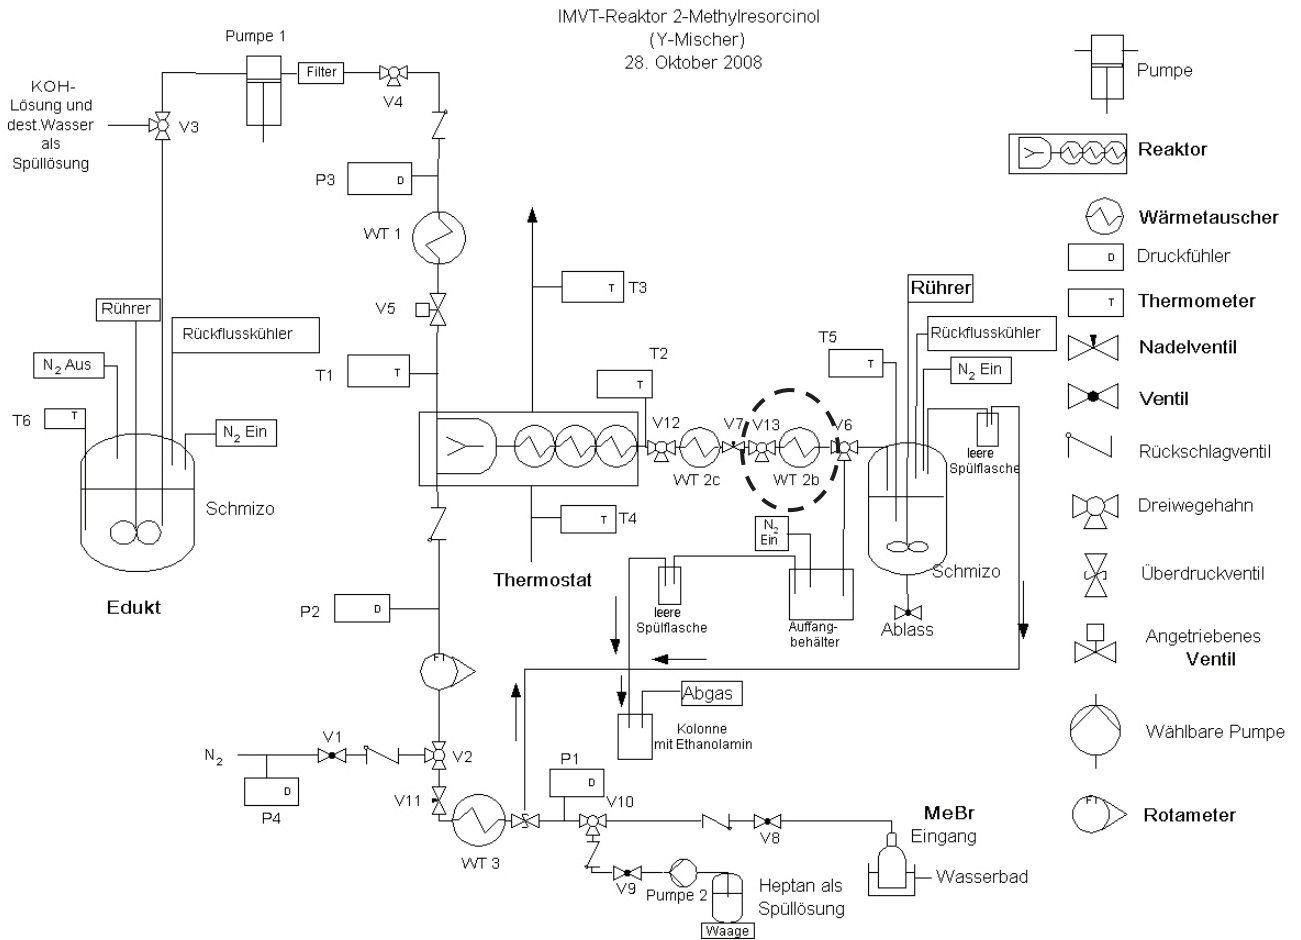 IMVT-Reaktor 2-Methylresorcinol
(Y-Mischer)
28. Oktober 2008
Pumpe 1
Filter
V4
KOH-
Lösung und
dest.Wasser
als
Spüllösung
V3
P3
D
WT 1
V5
T1
T
T3
T
Rührer
Rückflusskühler
N2 Aus
T6
T
N2 Ein
Schmizo
Edukt
T2
T
V12
WT 2c
V7
V13
WT 2b
V6
T5
T
Rührer
Rückflusskühler
N2 Ein
leere
Spülflasche
Schmizo
Ablass
T
T4
Thermostat
N2
Ein
leere
Spülflasche
Auffang-
behälter
P2
D
FI
Abgas
Kolonne
mit Ethanolamin
N2
V1
V2
D
P4
V11
WT 3
P1
D
V10
V8
MeBr
Eingang
Wasserbad
V9
Pumpe 2
Heptan als
Spüllösung
Waage
Pumpe
Reaktor
Wärmetauscher
D
Druckfühler
T
Thermometer
Nadelventil
Ventil
Rückschlagventil
Dreiwegehahn
Überdruckventil
Angetriebenes
Ventil
Wählbare Pumpe
FI
Rotameter